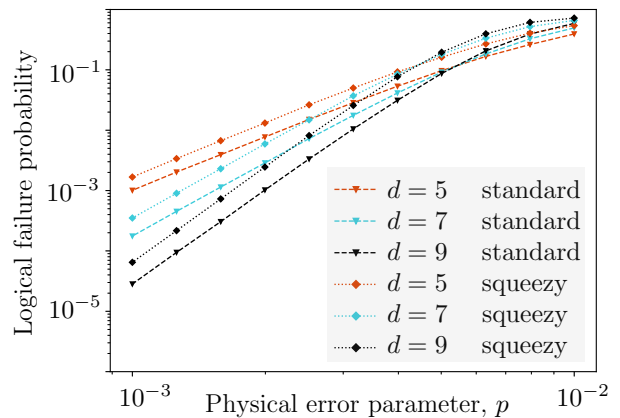 Logical failure probability
10⁻¹
10⁻³
10⁻⁵
d = 5 standard
d = 7 standard
d = 9 standard
d = 5 squeezy
d = 7 squeezy
d = 9 squeezy
10⁻³
10⁻²
Physical error parameter, p